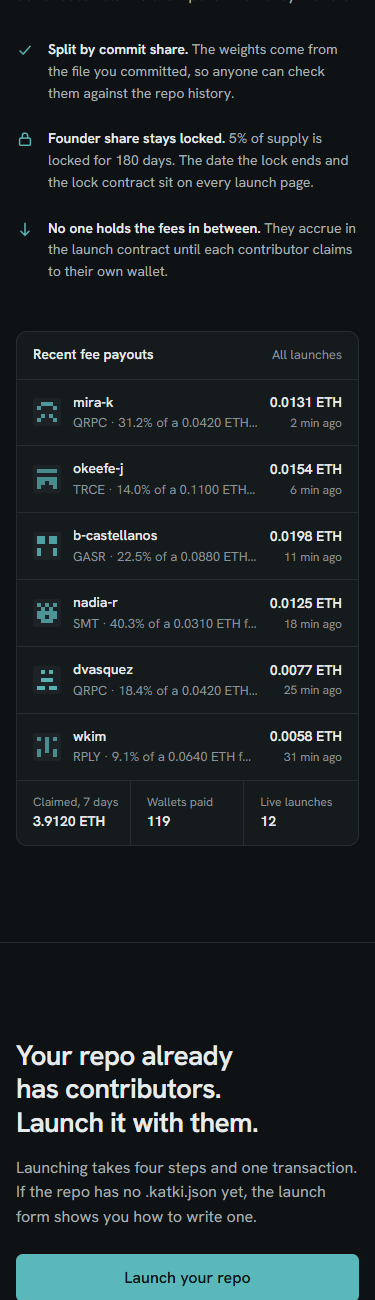 Split by commit share. The weights come from
the file you committed, so anyone can check
them against the repo history.
Founder share stays locked. 5% of supply is
locked for 180 days. The date the lock ends and
the lock contract sit on every launch page.
No one holds the fees in between. They accrue in
the launch contract until each contributor claims
to their own wallet.
Recent fee payouts All launches
mira-k 0.0131 ETH
QRPC · 31.2% of a 0.0420 ETH... 2 min ago
okeefe-j 0.0154 ETH
TRCE · 14.0% of a 0.1100 ETH... 6 min ago
b-castellanos 0.0198 ETH
GASR · 22.5% of a 0.0880 ETH... 11 min ago
nadia-r 0.0125 ETH
SMT · 40.3% of a 0.0310 ETH f... 18 min ago
dvasquez 0.0077 ETH
QRPC · 18.4% of a 0.0420 ETH... 25 min ago
wkim 0.0058 ETH
RPLY · 9.1% of a 0.0640 ETH f... 31 min ago
Claimed, 7 days Wallets paid Live launches
3.9120 ETH 119 12
Your repo already
has contributors.
Launch it with them.
Launching takes four steps and one transaction.
If the repo has no .katki.json yet, the launch
form shows you how to write one.
Launch your repo